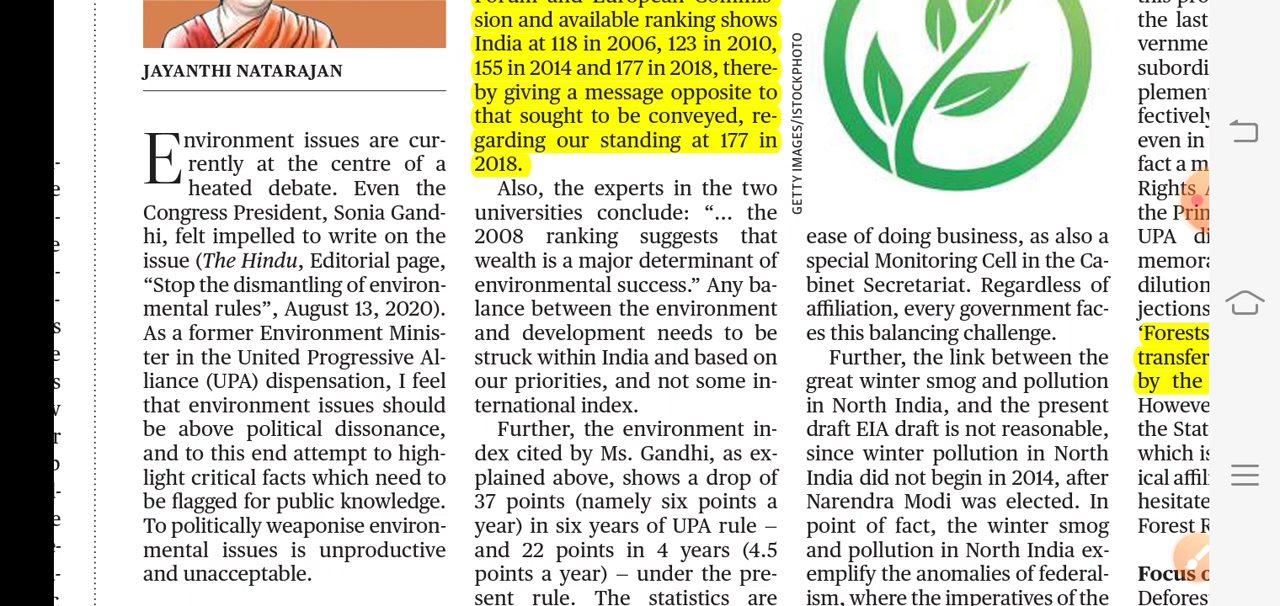 JAYANTHI NATARAJAN
Environment issues are cur-
rently at the centre of a
heated debate. Even the
Congress President, Sonia Gand-
hi, felt impelled to write on the
issue (The Hindu, Editorial page,
“Stop the dismantling of environ-
mental rules”, August 13, 2020).
As a former Environment Minis-
ter in the United Progressive Al-
liance (UPA) dispensation, I feel
that environment issues should
be above political dissonance,
and to this end attempt to high-
light critical facts which need to
be flagged for public knowledge.
To politically weaponise environ-
mental issues is unproductive
and unacceptable.
Forum and European Commis-
sion and available ranking shows
India at 118 in 2006, 123 in 2010,
155 in 2014 and 177 in 2018, there-
by giving a message opposite to
that sought to be conveyed, re-
garding our standing at 177 in
2018.
Also, the experts in the two
universities conclude: “... the
2008 ranking suggests that
wealth is a major determinant of
environmental success.” Any ba-
lance between the environment
and development needs to be
struck within India and based on
our priorities, and not some in-
ternational index.
Further, the environment in-
dex cited by Ms. Gandhi, as ex-
plained above, shows a drop of
37 points (namely six points a
year) in six years of UPA rule —
and 22 points in 4 years (4.5
points a year) — under the pre-
sent rule. The statistics are
GETTY IMAGES/ISTOCKPHOTO
ease of doing business, as also a
special Monitoring Cell in the Ca-
binet Secretariat. Regardless of
affiliation, every government fac-
es this balancing challenge.
Further, the link between the
great winter smog and pollution
in North India, and the present
draft EIA draft is not reasonable,
since winter pollution in North
India did not begin in 2014, after
Narendra Modi was elected. In
point of fact, the winter smog
and pollution in North India ex-
emplify the anomalies of federal-
ism, where the imperatives of the
the last
vernme
subordi
plemen
fectively
even in
fact a m
Rights
the Prin
UPA di
memora
dilution
jections
‘Forests
transfer
by the
Howeve
the Stat
which is
ical affil
hesitate
Forest R
Focus o
Defores